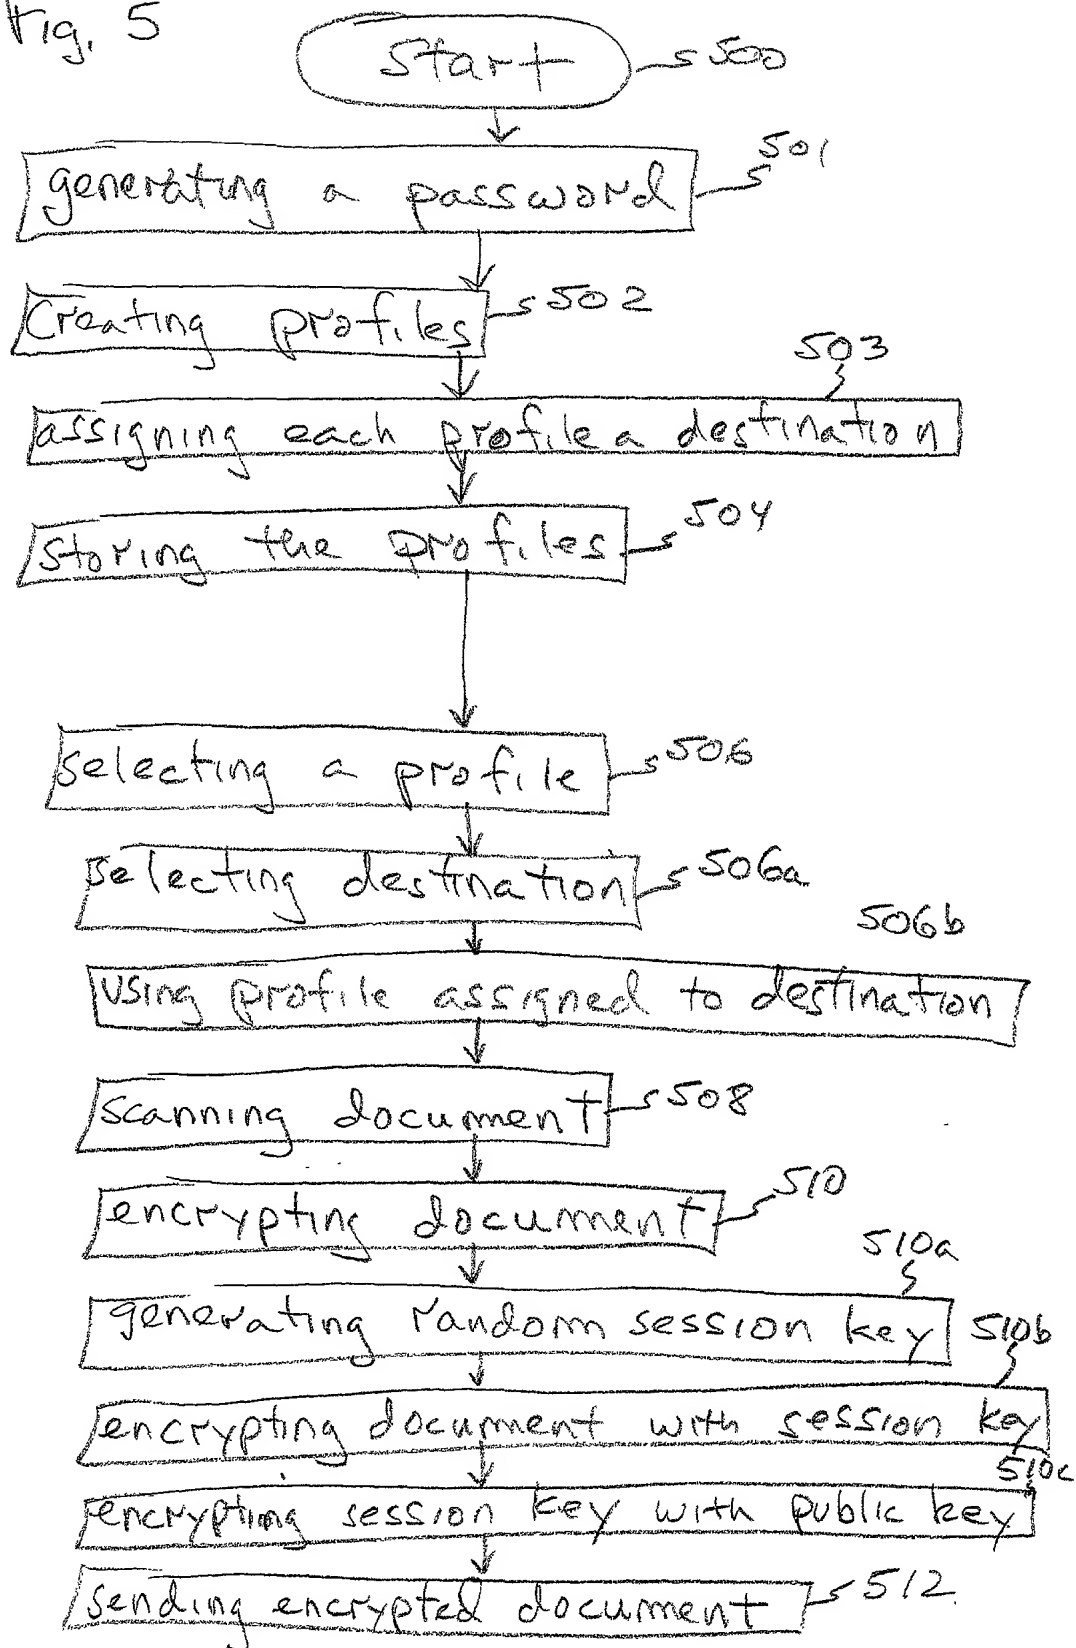 Fig. 5
Start 500
generating a password 501
Creating profiles 502
503
assigning each profile a destination
storing the profiles 504
selecting a profile 506
selecting destination 506a
506b
using profile assigned to destination
scanning document 508
encrypting document 510
510a
generating random session key 510b
encrypting document with session key
510c
encrypting session key with public key
sending encrypted document 512